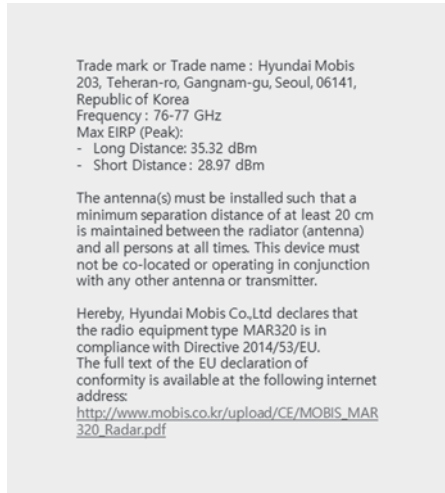 Trade mark or Trade name : Hyundai Mobis
203, Teheran-ro, Gangnam-gu, Seoul, 06141,
Republic of Korea
Frequency : 76-77 GHz
Max EIRP (Peak):
- Long Distance: 35.32 dBm
- Short Distance : 28.97 dBm
The antenna(s) must be installed such that a
minimum separation distance of at least 20 cm
is maintained between the radiator (antenna)
and all persons at all times. This device must
not be co-located or operating in conjunction
with any other antenna or transmitter.
Hereby, Hyundai Mobis Co.,Ltd declares that
the radio equipment type MAR320 is in
compliance with Directive 2014/53/EU.
The full text of the EU declaration of
conformity is available at the following internet
address:
http://www.mobis.co.kr/upload/CE/MOBIS_MAR
320_Radar.pdf